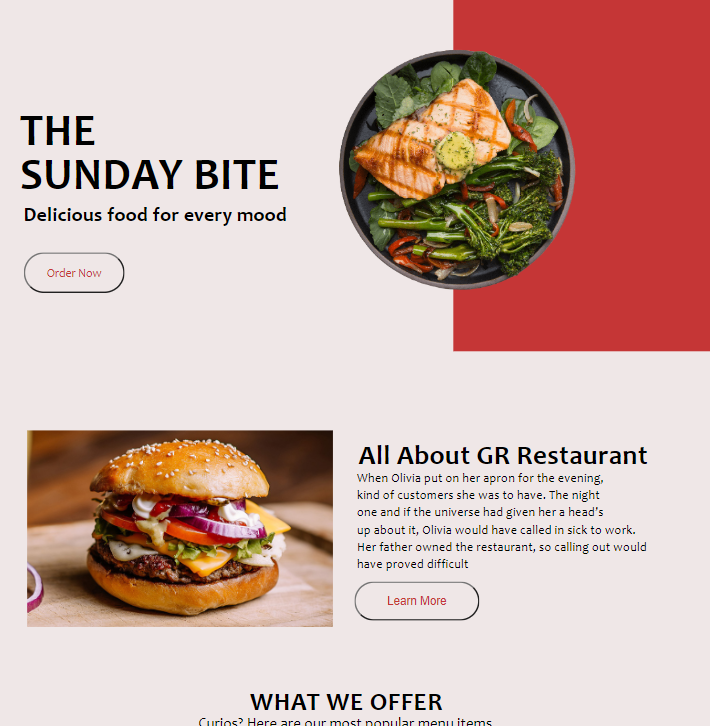 THE
SUNDAY BITE
Delicious food for every mood
Order Now
All About GR Restaurant
When Olivia put on her apron for the evening,
kind of customers she was to have. The night
one and if the universe had given her a head's
up about it, Olivia would have called in sick to work.
Her father owned the restaurant, so calling out would
have proved difficult
Learn More
WHAT WE OFFER
Curios? Here are our most popular menu items